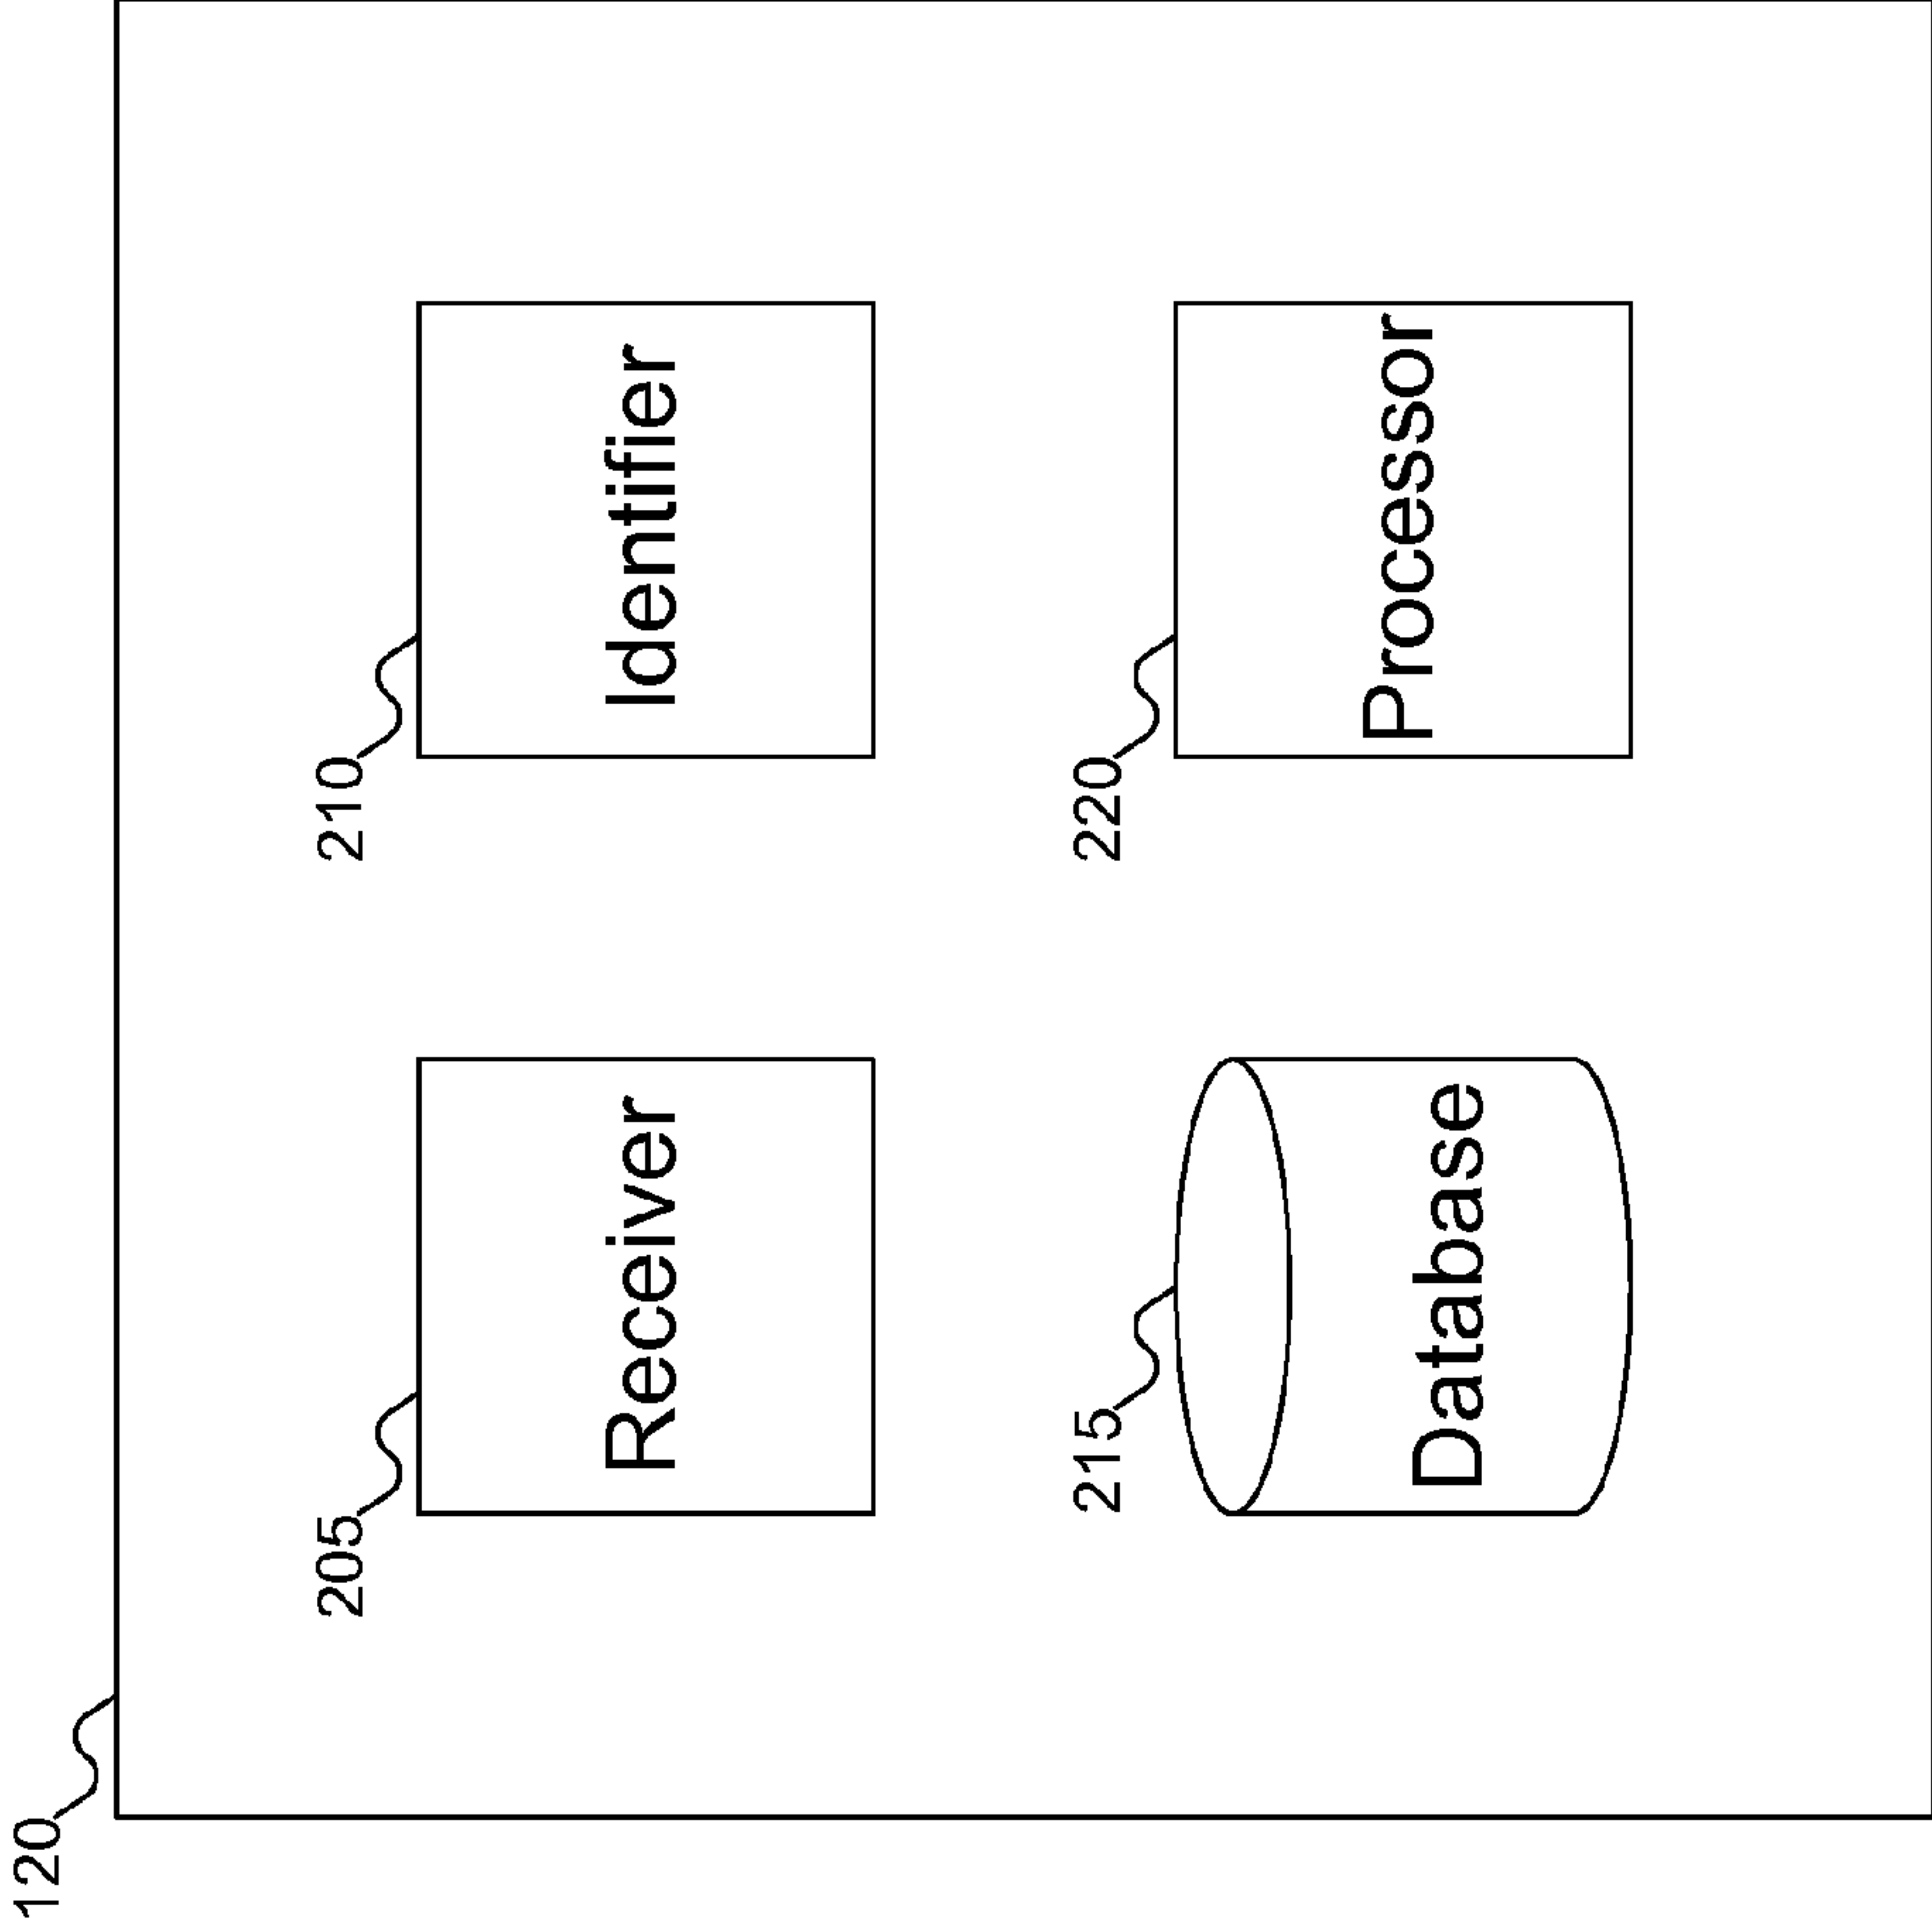 120
205
Receiver
210
Identifier
215
Database
220
Processor